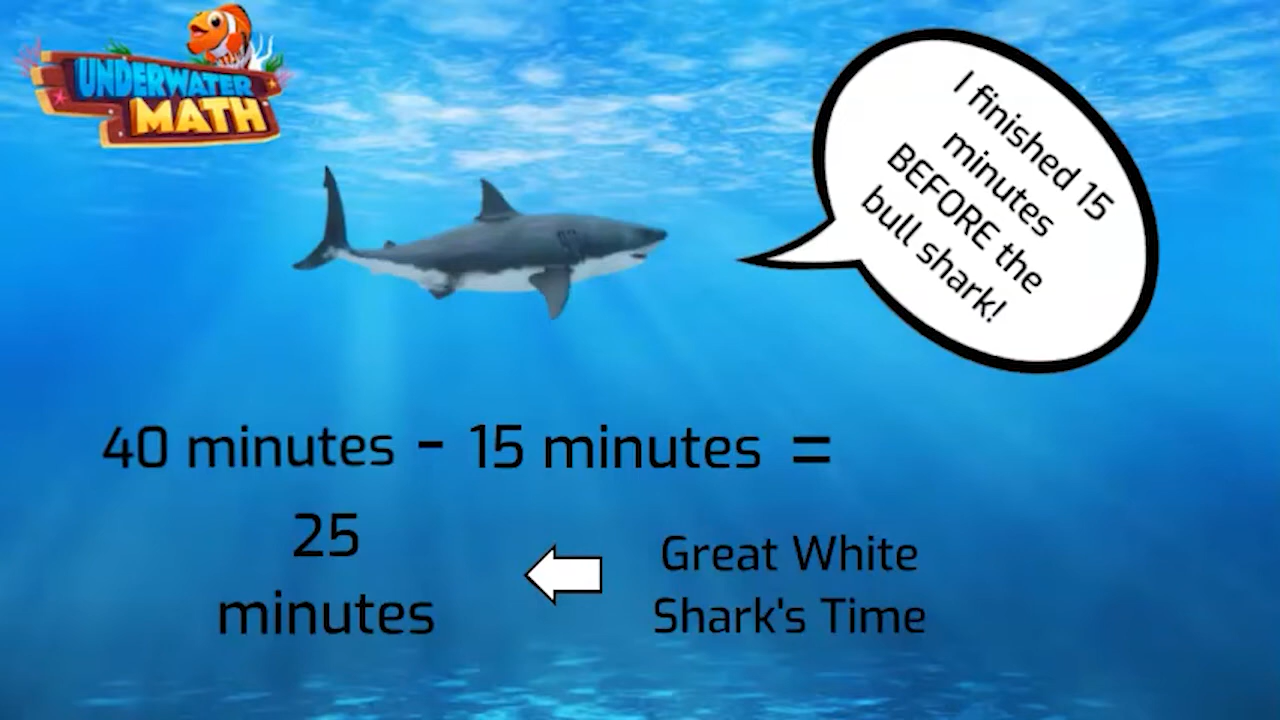 UNDERWATER
MATH
I finished 15
minutes
BEFORE the
bull shark!
40 minutes - 15 minutes =
25
minutes
Great White
Shark's Time